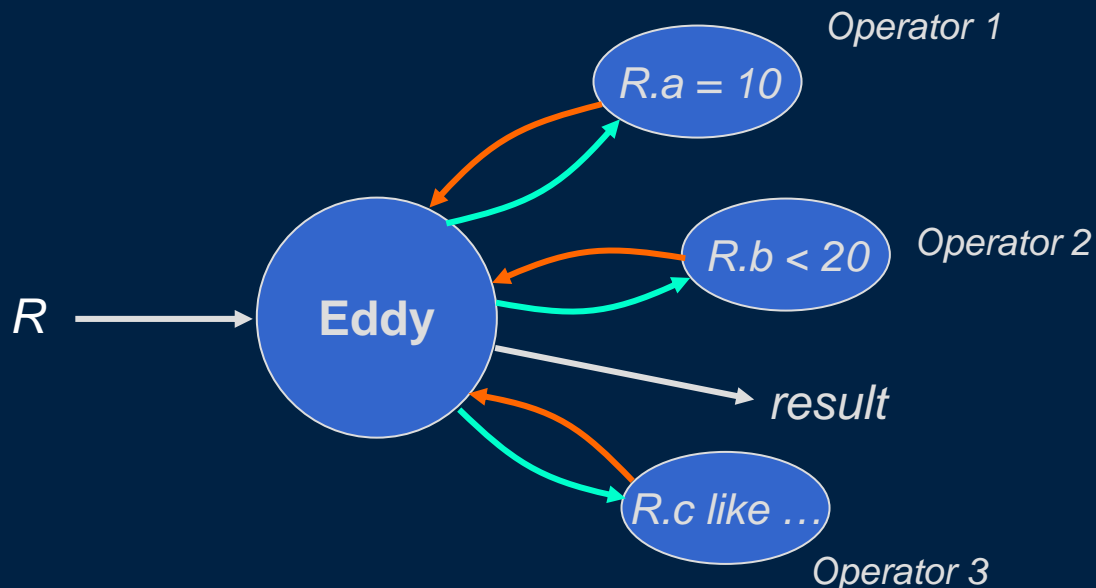 Operator 1
R.a = 10
Operator 2
R.b < 20
R
Eddy
result
R.c like …
Operator 3